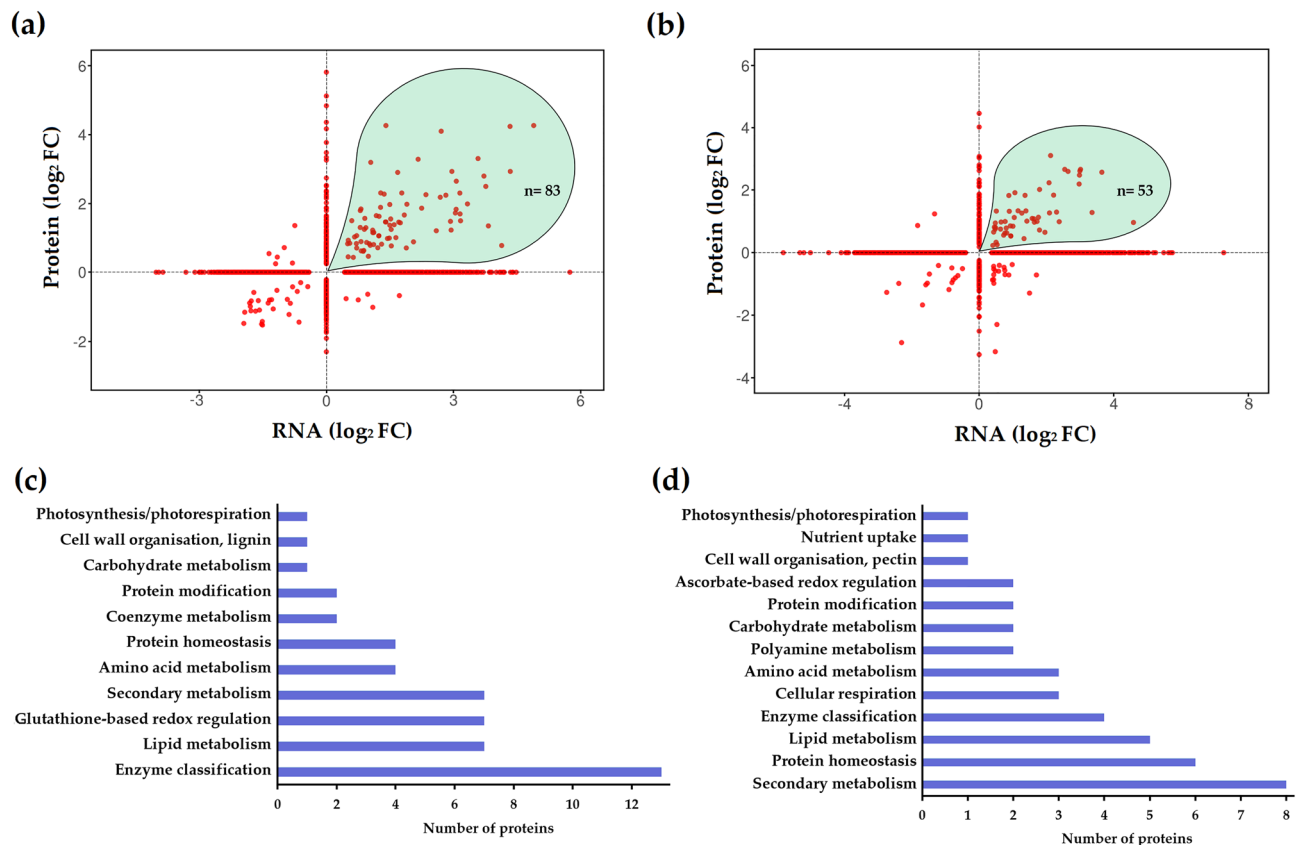 (a)
Protein (log2 FC)
6
4
2
0
-2
n= 83
-3
0
3
6
RNA (log2 FC)
(b)
Protein (log2 FC)
6
4
2
0
-2
-4
n= 53
-4
0
4
8
RNA (log2 FC)
(c)
Photosynthesis/photorespiration
Cell wall organisation, lignin
Carbohydrate metabolism
Protein modification
Coenzyme metabolism
Protein homeostasis
Amino acid metabolism
Secondary metabolism
Glutathione-based redox regulation
Lipid metabolism
Enzyme classification
0 2 4 6 8 10 12
Number of proteins
(d)
Photosynthesis/photorespiration
Nutrient uptake
Cell wall organisation, pectin
Ascorbate-based redox regulation
Protein modification
Carbohydrate metabolism
Polyamine metabolism
Amino acid metabolism
Cellular respiration
Enzyme classification
Lipid metabolism
Protein homeostasis
Secondary metabolism
0 1 2 3 4 5 6 7 8
Number of proteins